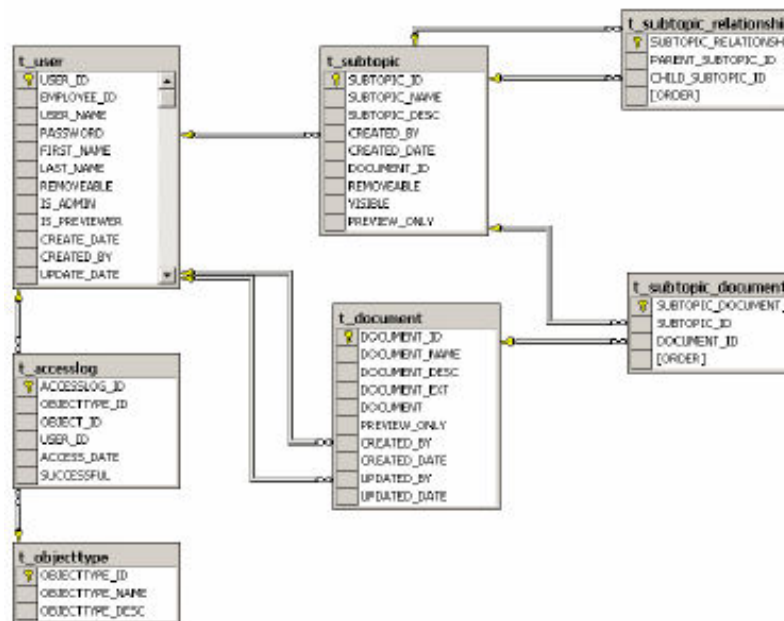 t_user
USER_ID
EMPLOYEE_ID
USER_NAME
PASSWORD
FIRST_NAME
LAST_NAME
REMOVEABLE
IS_ADMIN
IS_PREVIEWER
CREATE_DATE
CREATED_BY
UPDATE_DATE
t_subtopic
SUBTOPIC_ID
SUBTOPIC_NAME
SUBTOPIC_DESC
CREATED_BY
CREATED_DATE
DOCUMENT_ID
REMOVEABLE
VISIBLE
PREVIEW_ONLY
t_subtopic_relationshi
SUBTOPIC_RELATIONSH
PARENT_SUBTOPIC_ID
CHILD_SUBTOPIC_ID
[ORDER]
t_subtopic_document
SUBTOPIC_DOCUMENT_
SUBTOPIC_ID
DOCUMENT_ID
[ORDER]
t_document
DOCUMENT_ID
DOCUMENT_NAME
DOCUMENT_DESC
DOCUMENT_EXT
DOCUMENT
PREVIEW_ONLY
CREATED_BY
CREATED_DATE
UPDATED_BY
UPDATED_DATE
t_accesslog
ACCESSLOG_ID
OBJECTTYPE_ID
OBJECT_ID
USER_ID
ACCESS_DATE
SUCCESSFUL
t_objecttype
OBJECTTYPE_ID
OBJECTTYPE_NAME
OBJECTTYPE_DESC